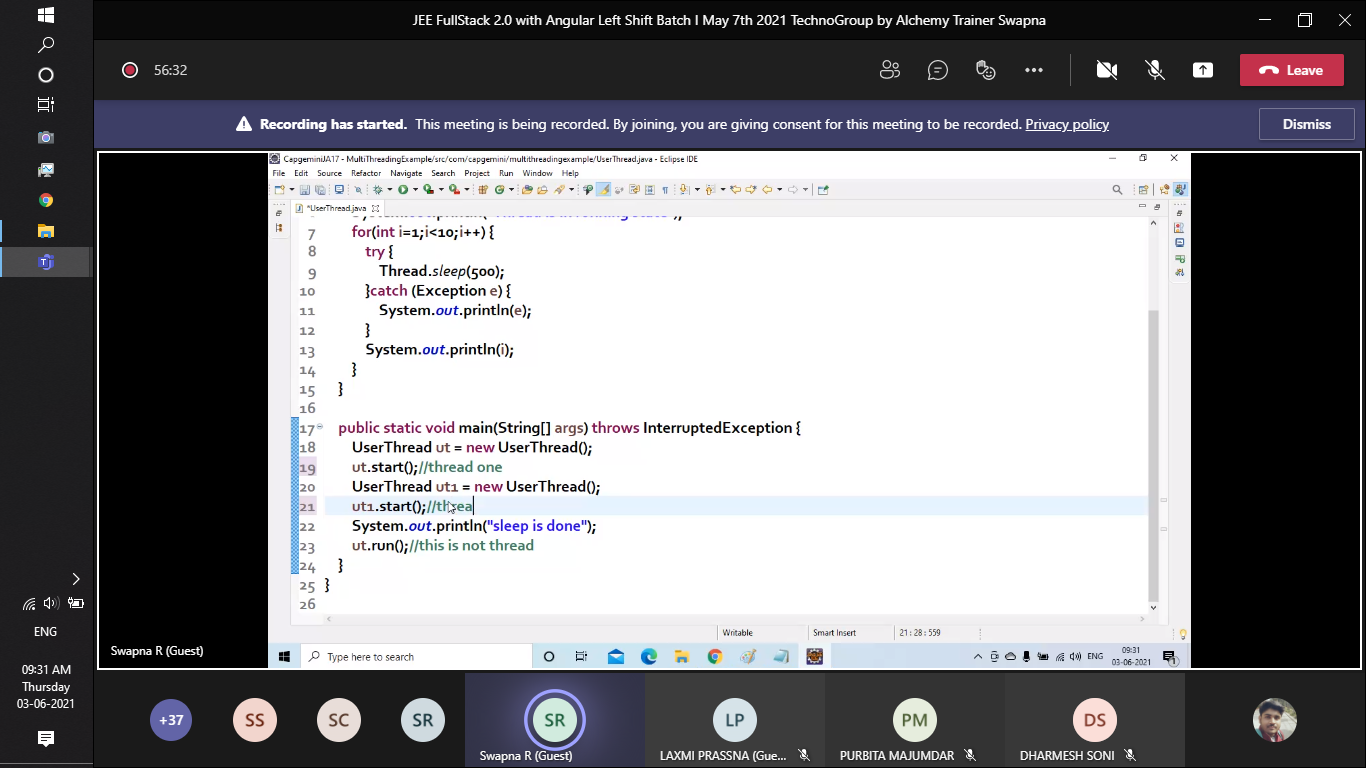 JEE FullStack 2.0 with Angular Left Shift Batch I May 7th 2021 TechnoGroup by Alchemy Trainer Swapna
56:32
Leave
Recording has started. This meeting is being recorded. By joining, you are giving consent for this meeting to be recorded. Privacy policy
Dismiss
CapgeminiJA17 - MultiThreadingExample/src/com/capgemini/multithreadingexample/UserThread.java - Eclipse IDE
File Edit Source Refactor Navigate Search Project Run Window Help
*UserThread.java
7 for(int i=1;i<10;i++) {
8 try {
9 Thread.sleep(500);
10 }catch (Exception e) {
11 System.out.println(e);
12 }
13 System.out.println(i);
14 }
15 }
16
17 public static void main(String[] args) throws InterruptedException {
18 UserThread ut = new UserThread();
19 ut.start();//thread one
20 UserThread ut1 = new UserThread();
21 ut1.start();//threa
22 System.out.println("sleep is done");
23 ut.run();//this is not thread
24 }
25 }
26
Writable Smart Insert 21 : 28 : 559
Type here to search
ENG
09:31
03-06-2021
1
Swapna R (Guest)
ENG
09:31 AM
Thursday
03-06-2021
+37 SS SC SR SR LP PM DS
Swapna R (Guest) LAXMI PRASSNA (Gue... PURBITA MAJUMDAR DHARMESH SONI